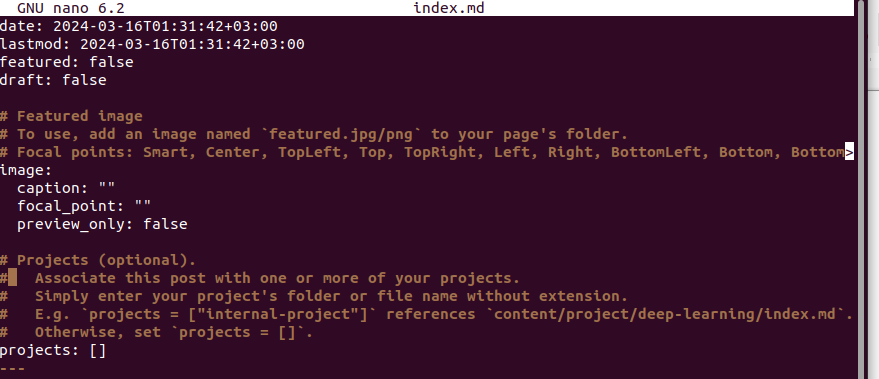 GNU nano 6.2 index.md
date: 2024-03-16T01:31:42+03:00
lastmod: 2024-03-16T01:31:42+03:00
featured: false
draft: false
# Featured image
# To use, add an image named `featured.jpg/png` to your page's folder.
# Focal points: Smart, Center, TopLeft, Top, TopRight, Left, Right, BottomLeft, Bottom, Bottom>
image:
  caption: ""
  focal_point: ""
  preview_only: false
# Projects (optional).
#   Associate this post with one or more of your projects.
#   Simply enter your project's folder or file name without extension.
#   E.g. `projects = ["internal-project"]` references `content/project/deep-learning/index.md`.
#   Otherwise, set `projects = []`.
projects: []
---